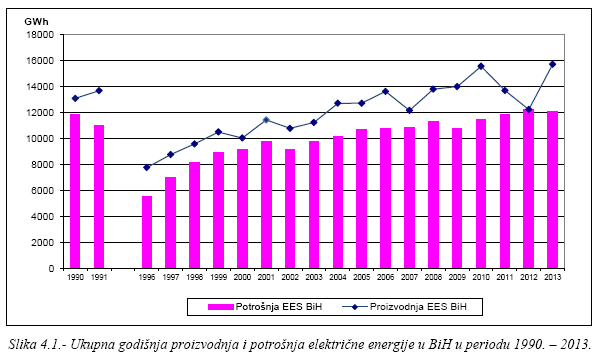 GWh
18000
16000
14000
12000
10000
8000
6000
4000
2000
0
1990 1991 1996 1997 1998 1999 2000 2001 2002 2003 2004 2005 2006 2007 2008 2009 2010 2011 2012 2013
Potrošnja EES BiH Proizvodnja EES BiH
Slika 4.1.- Ukupna godišnja proizvodnja i potrošnja električne energije u BiH u periodu 1990. – 2013.